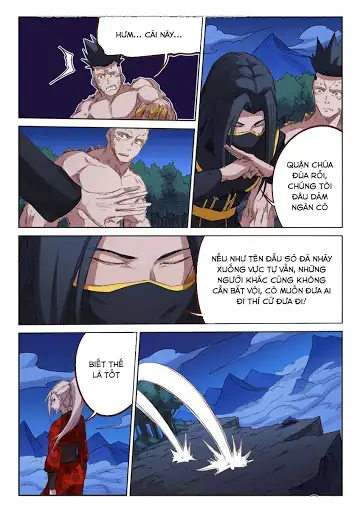 HƯM... CÁI NÀY...
QUẬN CHÚA
ĐÙA RỒI,
CHÚNG TÔI
ĐÂU DÁM
NGĂN CÔ
NẾU NHƯ TÊN ĐẦU SỎ ĐÃ NHẢY
XUỐNG VỰC TỰ VẪN, NHỮNG
NGƯỜI KHÁC CŨNG KHÔNG
CẦN BẮT VỘI, CÔ MUỐN ĐƯA AI
ĐI THÌ CỨ ĐƯA ĐI!
BIẾT THẾ
LÀ TỐT